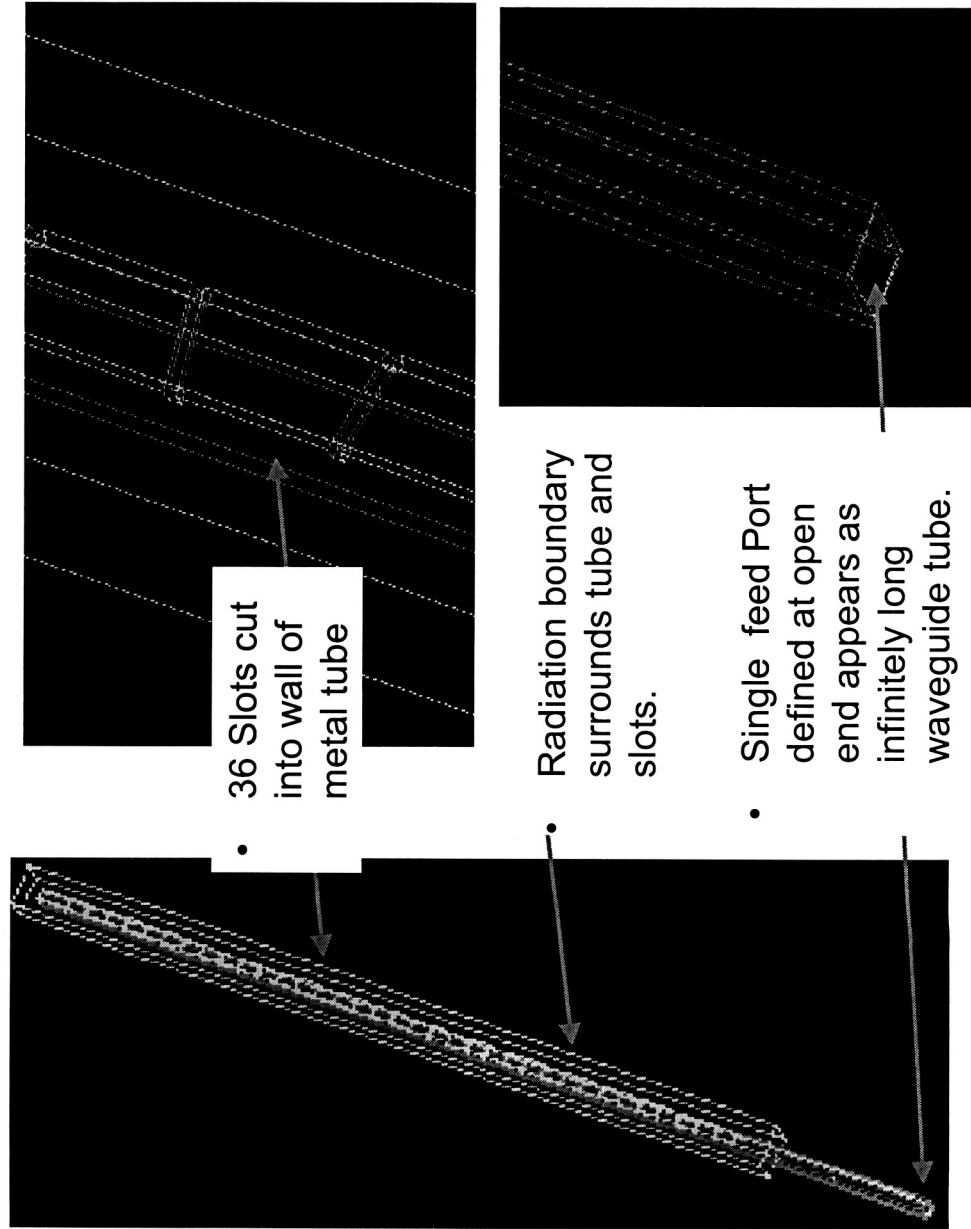 • 36 Slots cut
into wall of
metal tube
• Radiation boundary
surrounds tube and
slots.
• Single feed Port
defined at open
end appears as
infinitely long
waveguide tube.